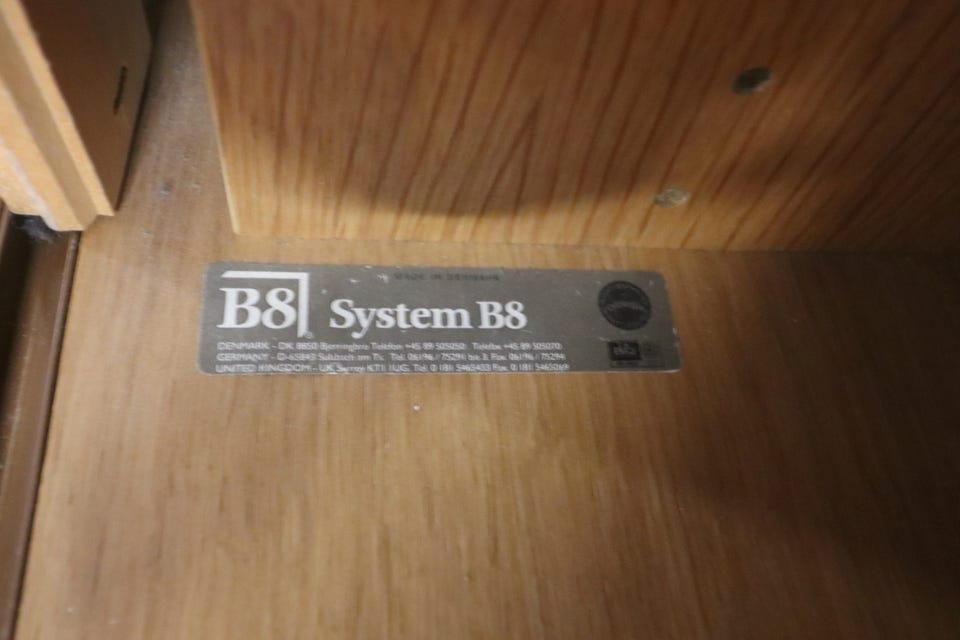 MADE IN DENMARK
B8 System B8
DENMARK - DK 8850 Bjerringbro Telefon +45 89 505050 Telefax +45 89 505070
GERMANY - D-65843 Sulzbach am Ts. Tel. 06196 / 75291 bis 3. Fax. 06196 / 75294
UNITED KINGDOM - UK Surrey KT1 1UG. Tel. 0 181 5465433 Fax. 0 181 5465069